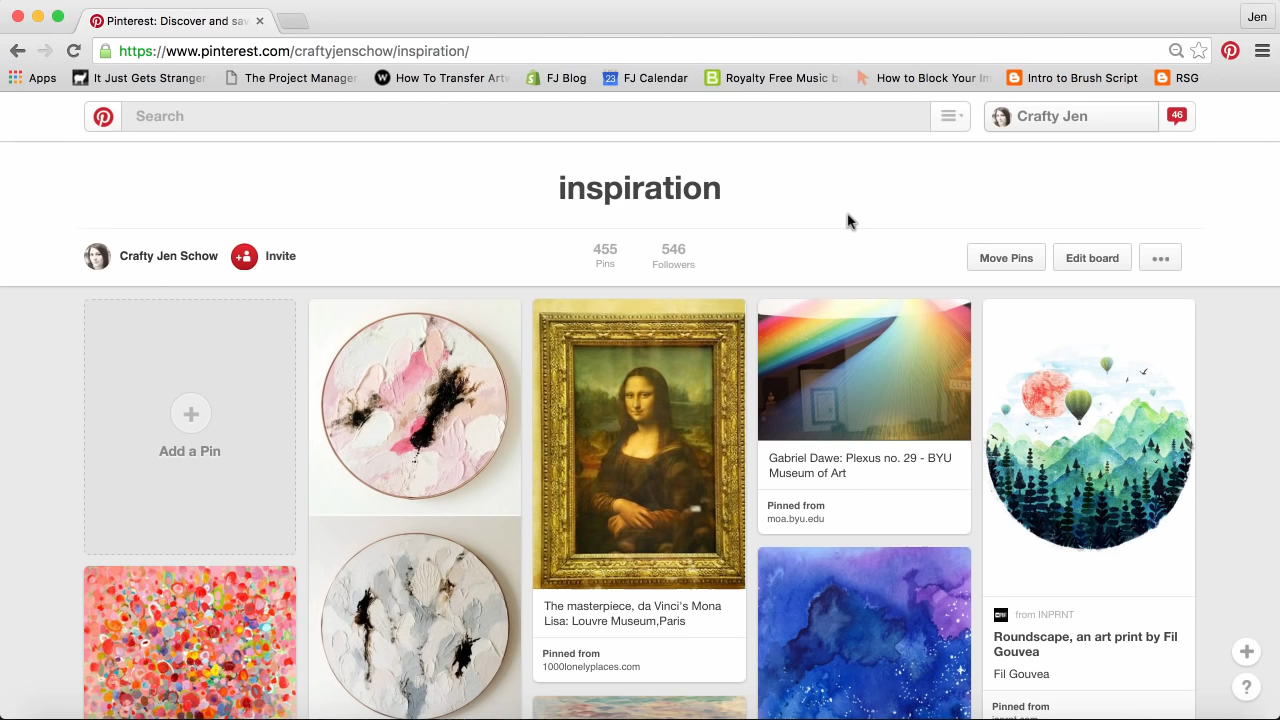 Pinterest: Discover and sav
Jen
https://www.pinterest.com/craftyjenschow/inspiration/
Apps
It Just Gets Stranger
The Project Manager
How To Transfer Artw
FJ Blog
23
FJ Calendar
Royalty Free Music b
How to Block Your Im
Intro to Brush Script
RSG
Search
Crafty Jen
46
inspiration
Crafty Jen Schow
Invite
455
Pins
546
Followers
Move Pins
Edit board
Add a Pin
The masterpiece, da Vinci's Mona
Lisa: Louvre Museum,Paris
Pinned from
1000lonelyplaces.com
Gabriel Dawe: Plexus no. 29 - BYU
Museum of Art
Pinned from
moa.byu.edu
from INPRNT
Roundscape, an art print by Fil
Gouvea
Fil Gouvea
Pinned from
?